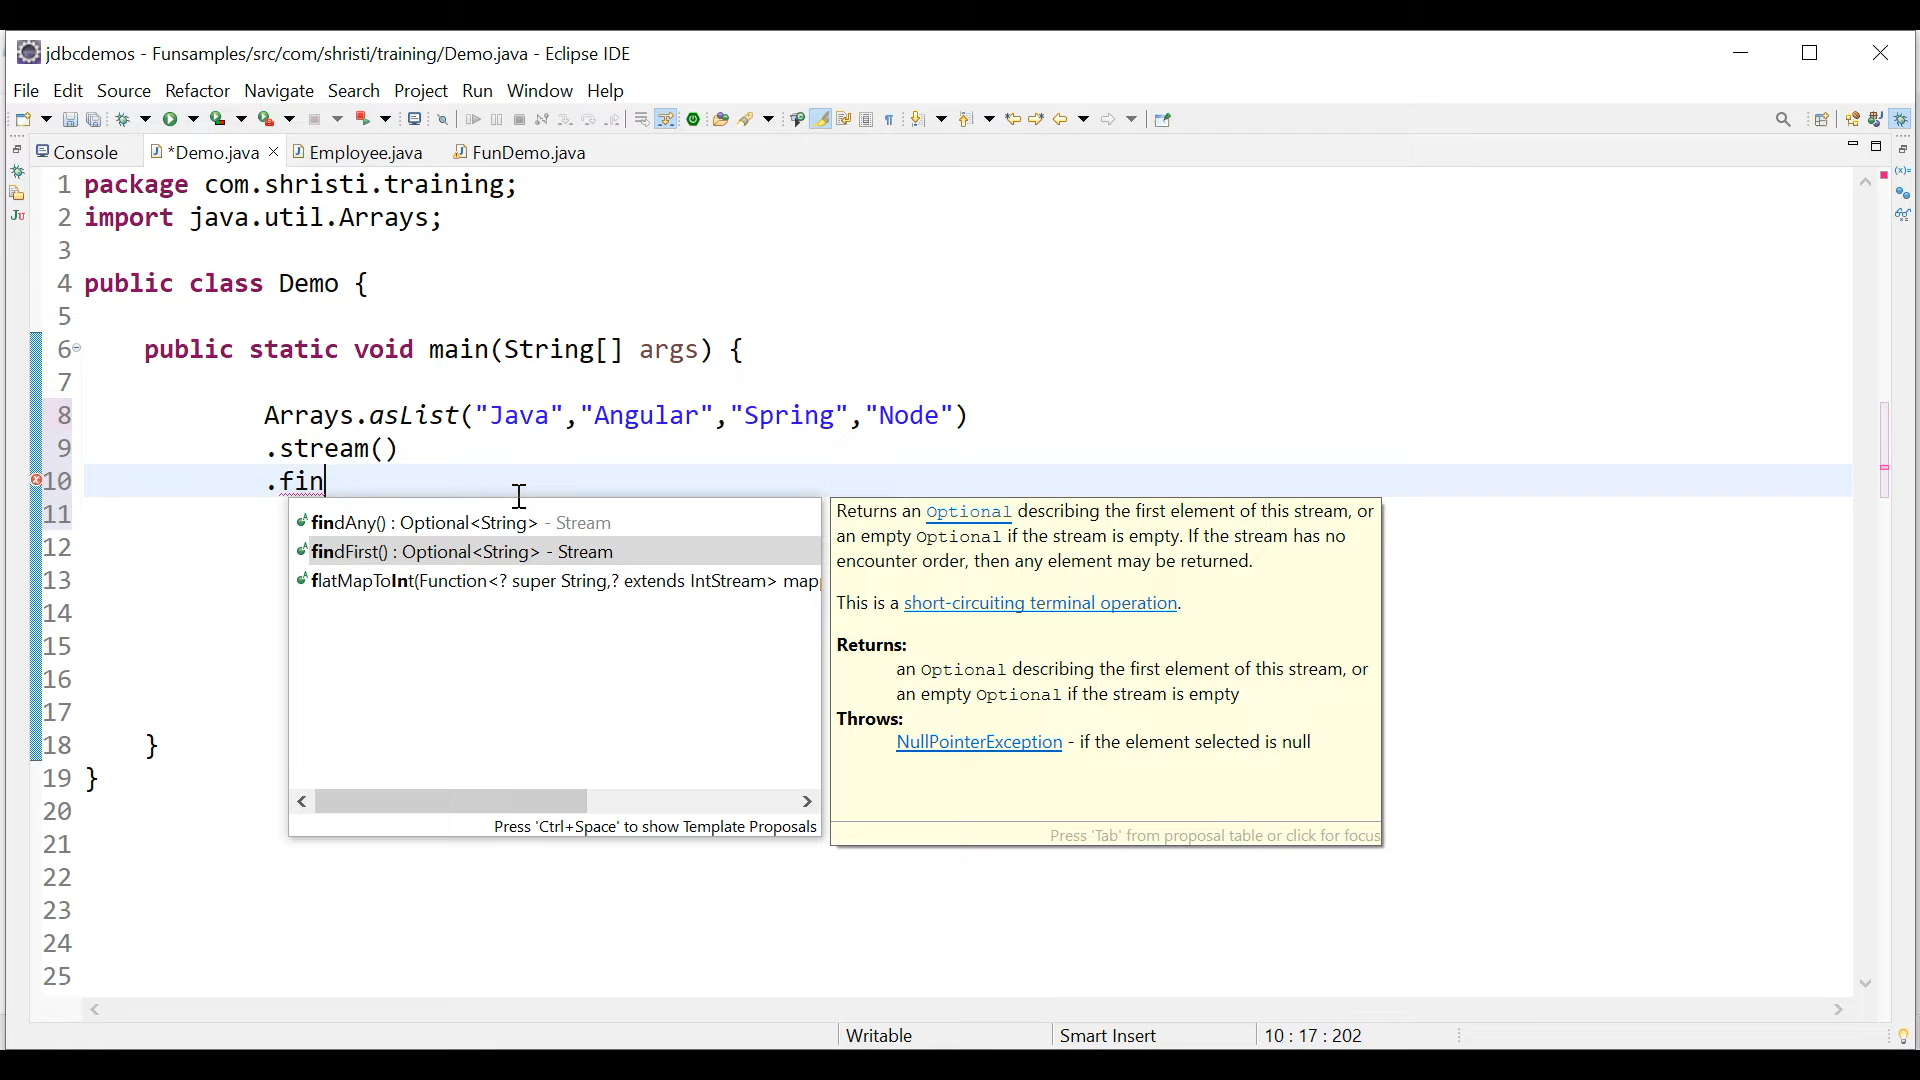 jdbcdemos - Funsamples/src/com/shristi/training/Demo.java - Eclipse IDE
File Edit Source Refactor Navigate Search Project Run Window Help
Console *Demo.java Employee.java FunDemo.java
1 package com.shristi.training;
2 import java.util.Arrays;
3
4 public class Demo {
5
6 public static void main(String[] args) {
7
8 Arrays.asList("Java","Angular","Spring","Node")
9 .stream()
10 .fin
11
12
13
14
15
16
17
18 }
19 }
20
21
22
23
24
25
findAny() : Optional<String> - Stream
findFirst() : Optional<String> - Stream
flatMapToInt(Function<? super String,? extends IntStream> mapp
Press 'Ctrl+Space' to show Template Proposals
Returns an Optional describing the first element of this stream, or
an empty Optional if the stream is empty. If the stream has no
encounter order, then any element may be returned.
This is a short-circuiting terminal operation.
Returns:
an Optional describing the first element of this stream, or
an empty Optional if the stream is empty
Throws:
NullPointerException - if the element selected is null
Press 'Tab' from proposal table or click for focus
Writable Smart Insert 10 : 17 : 202